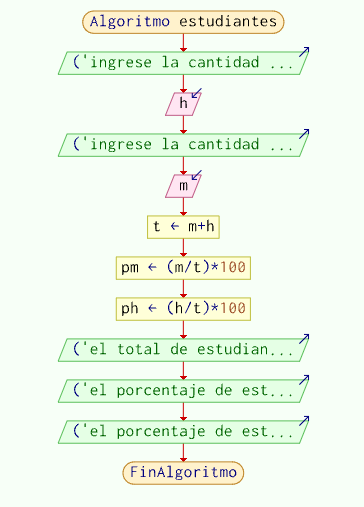 Algoritmo estudiantes
('ingrese la cantidad ...
h
('ingrese la cantidad ...
m
t ← m+h
pm ← (m/t)*100
ph ← (h/t)*100
('el total de estudian...
('el porcentaje de est...
('el porcentaje de est...
FinAlgoritmo